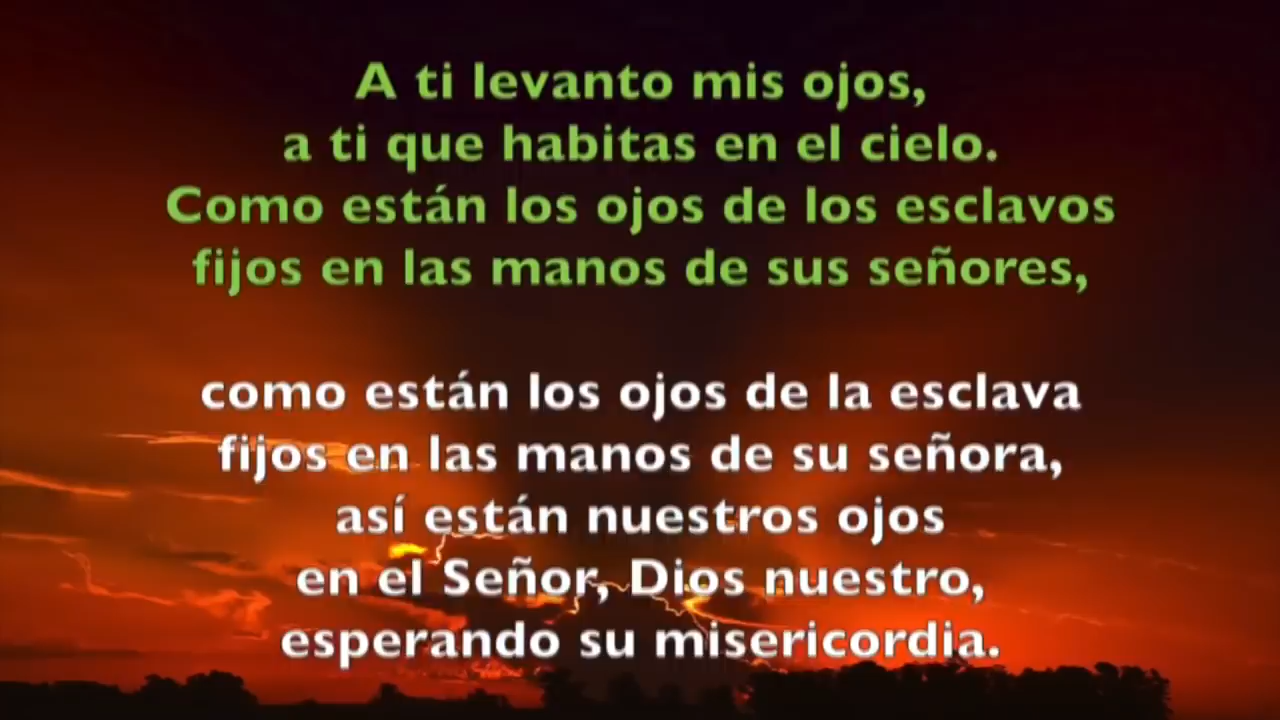 A ti levanto mis ojos,
a ti que habitas en el cielo.
Como están los ojos de los esclavos
fijos en las manos de sus señores,
como están los ojos de la esclava
fijos en las manos de su señora,
así están nuestros ojos
en el Señor, Dios nuestro,
esperando su misericordia.